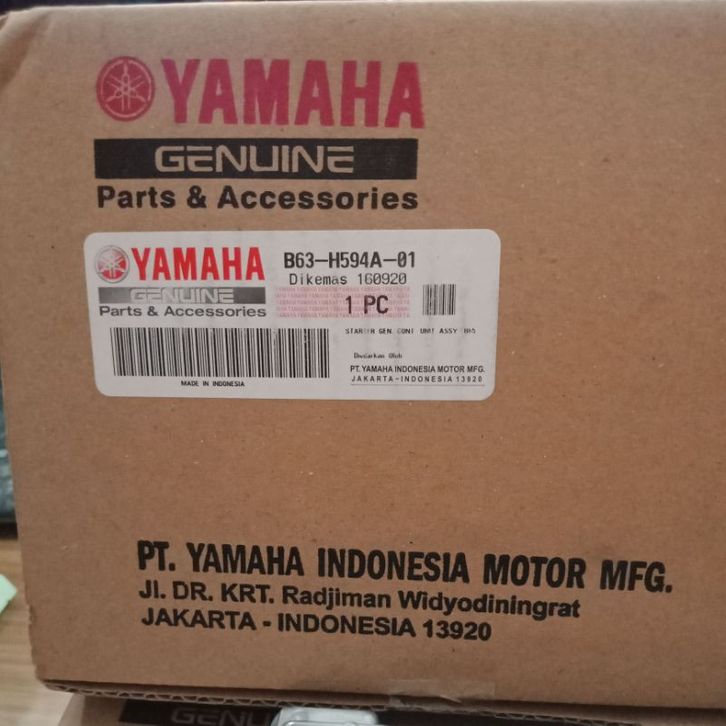 YAMAHA
GENUINE
Parts & Accessories
YAMAHA
GENUINE
Parts & Accessories
MADE IN INDONESIA
B63-H594A-01
Dikemas 160920
1 PC
GEN. CONT UNIT ASSY
Diedarkan Oleh
PT. YAMAHA INDONESIA MOTOR MFG.
JAKARTA-INDONESIA 13920
PT. YAMAHA INDONESIA MOTOR MFG.
Jl. DR. KRT. Radjiman Widyodiningrat
JAKARTA - INDONESIA 13920
GENUINE